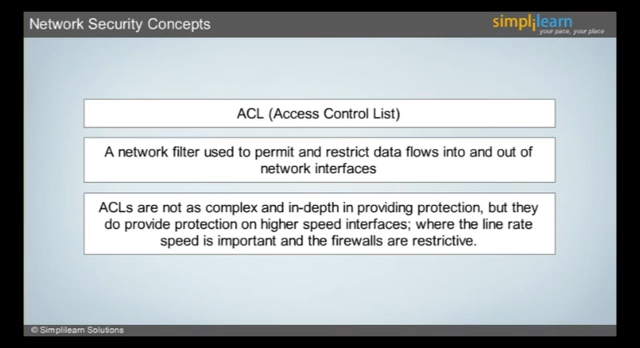 Network Security Concepts
simplilearn
your pace, your place
ACL (Access Control List)
A network filter used to permit and restrict data flows into and out of
network interfaces
ACLs are not as complex and in-depth in providing protection, but they
do provide protection on higher speed interfaces; where the line rate
speed is important and the firewalls are restrictive.
© Simplilearn Solutions